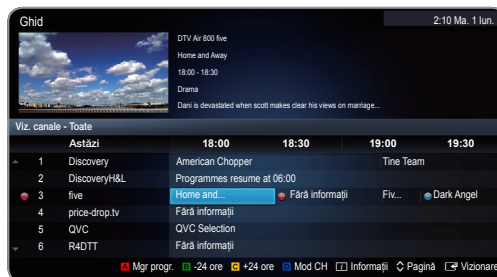 Ghid
2:10 Ma. 1 Iun.
DTV Air 800 five
Home and Away
18:00 - 18:30
Drama
Dani is devastated when scott makes clear his views on marriage...
Viz. canale - Toate
Astăzi 18:00 18:30 19:00 19:30
1 Discovery American Chopper Tine Team
2 DiscoveryH&L Programmes resume at 06:00
3 five Home and... Fără informații Fiv... Dark Angel
4 price-drop.tv Fără informații
5 QVC QVC Selection
6 R4DTT Fără informații
A Mgr progr. B -24 ore C +24 ore D Mod CH i Informații Pagină Vizionare